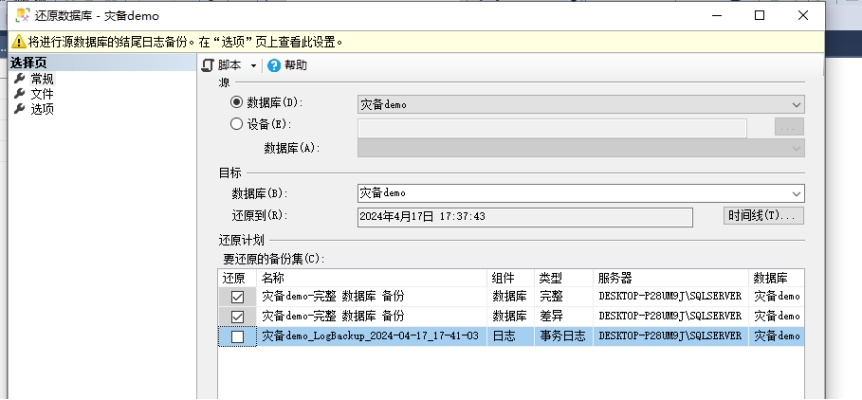 还原数据库 - 灾备demo
将进行源数据库的结尾日志备份。在“选项”页上查看此设置。
选择页
常规
文件
选项
脚本 帮助
源
数据库(D): 灾备demo
设备(E): ...
数据库(A):
目标
数据库(B): 灾备demo
还原到(R): 2024年4月17日 17:37:43 时间线(T)...
还原计划
要还原的备份集(C):
还原 名称 组件 类型 服务器 数据库
灾备demo-完整 数据库 备份 数据库 完整 DESKTOP-P28UM9J\SQLSERVER 灾备demo
灾备demo-完整 数据库 备份 数据库 差异 DESKTOP-P28UM9J\SQLSERVER 灾备demo
灾备demo_LogBackup_2024-04-17_17-41-03 日志 事务日志 DESKTOP-P28UM9J\SQLSERVER 灾备demo